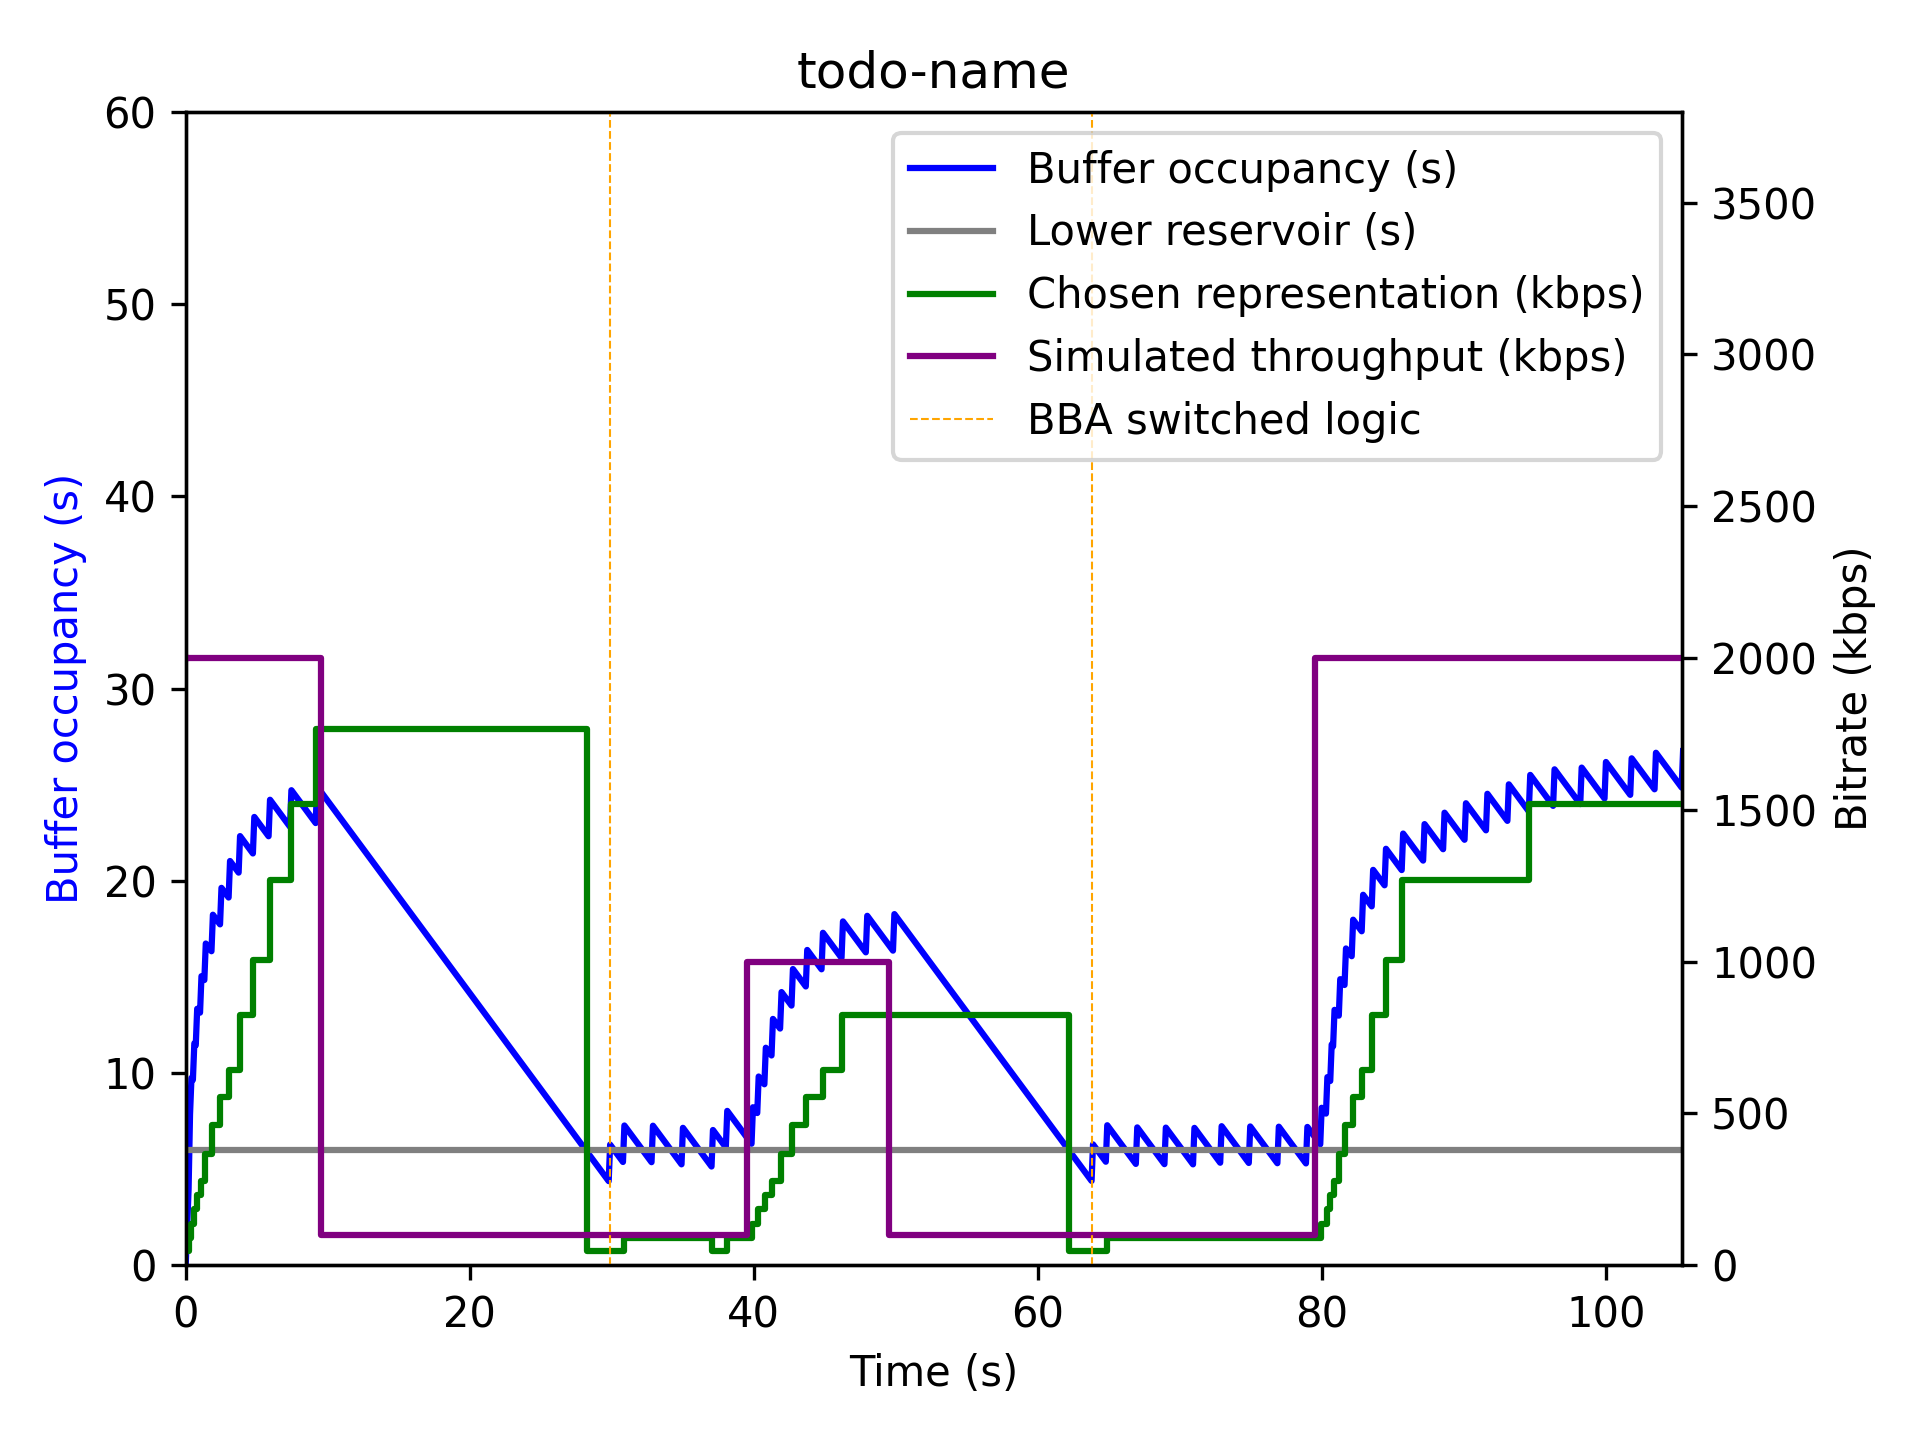 todo-name
60
50
40
30
20
10
0
Buffer occupancy (s)
Buffer occupancy (s)
Lower reservoir (s)
Chosen representation (kbps)
Simulated throughput (kbps)
BBA switched logic
3500
3000
2500
2000
1500
1000
500
0
Bitrate (kbps)
0 20 40 60 80 100
Time (s)